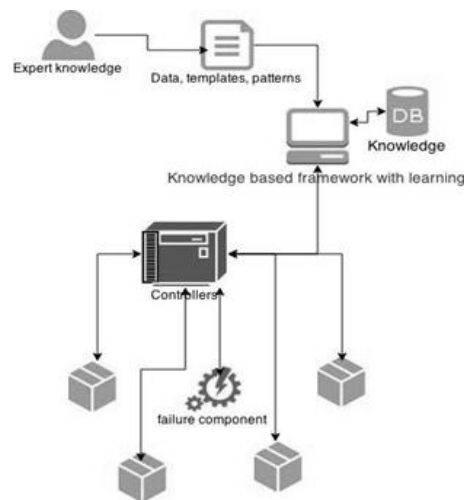 Expert knowledge
Data, templates, patterns
DB
Knowledge
Knowledge based framework with learning
Controllers
failure component